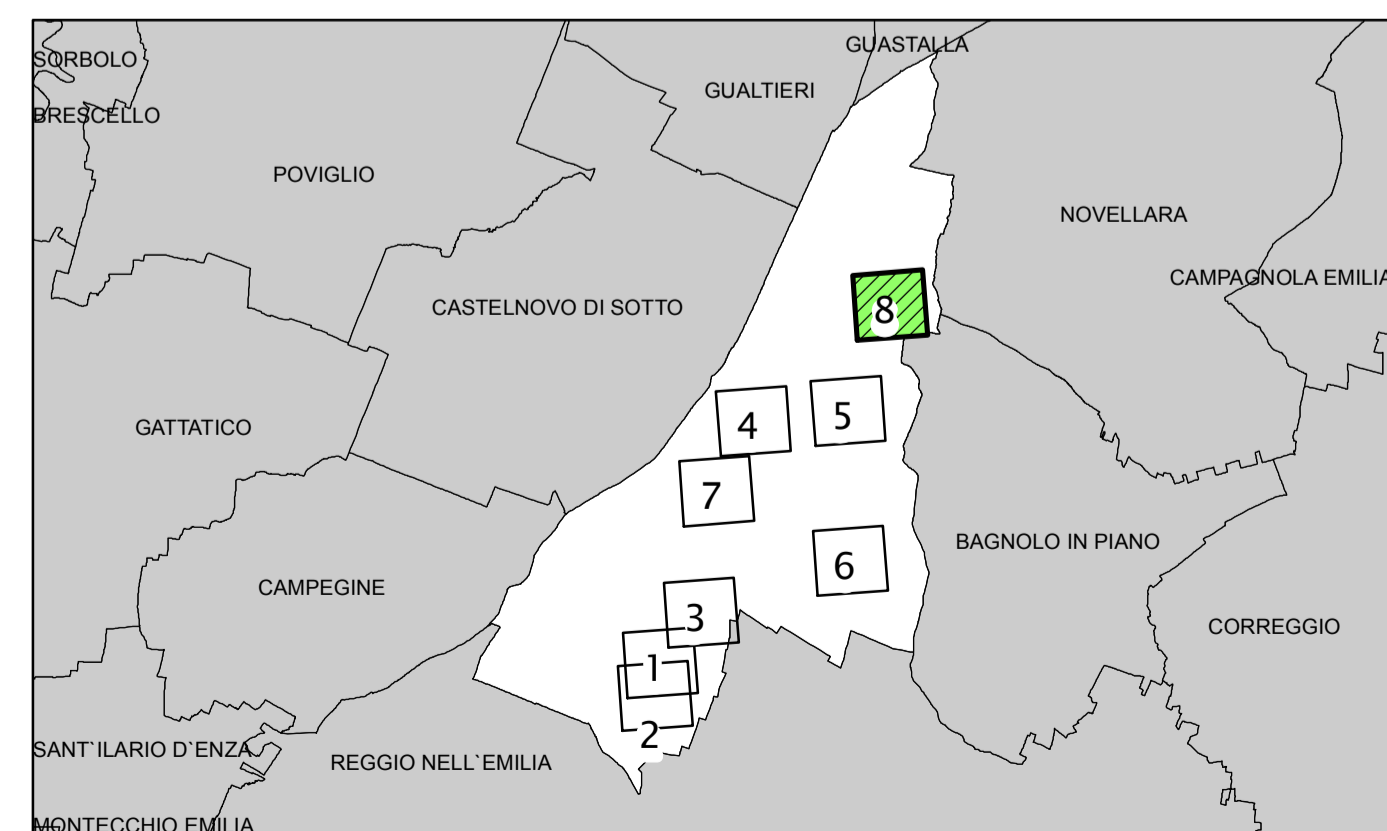 GUASTALLA
SORBOLO
GUALTIERI
BRESCELLO
POVIGLIO
NOVELLARA
CAMPAGNOLA EMILIA
CASTELNOVO DI SOTTO
8
5
4
GATTATICO
7
BAGNOLO IN PIANO
6
CAMPEGINE
3
CORREGGIO
1
2
SANT`ILARIO D`ENZA
REGGIO NELL`EMILIA
MONTECCHIO EMILIA